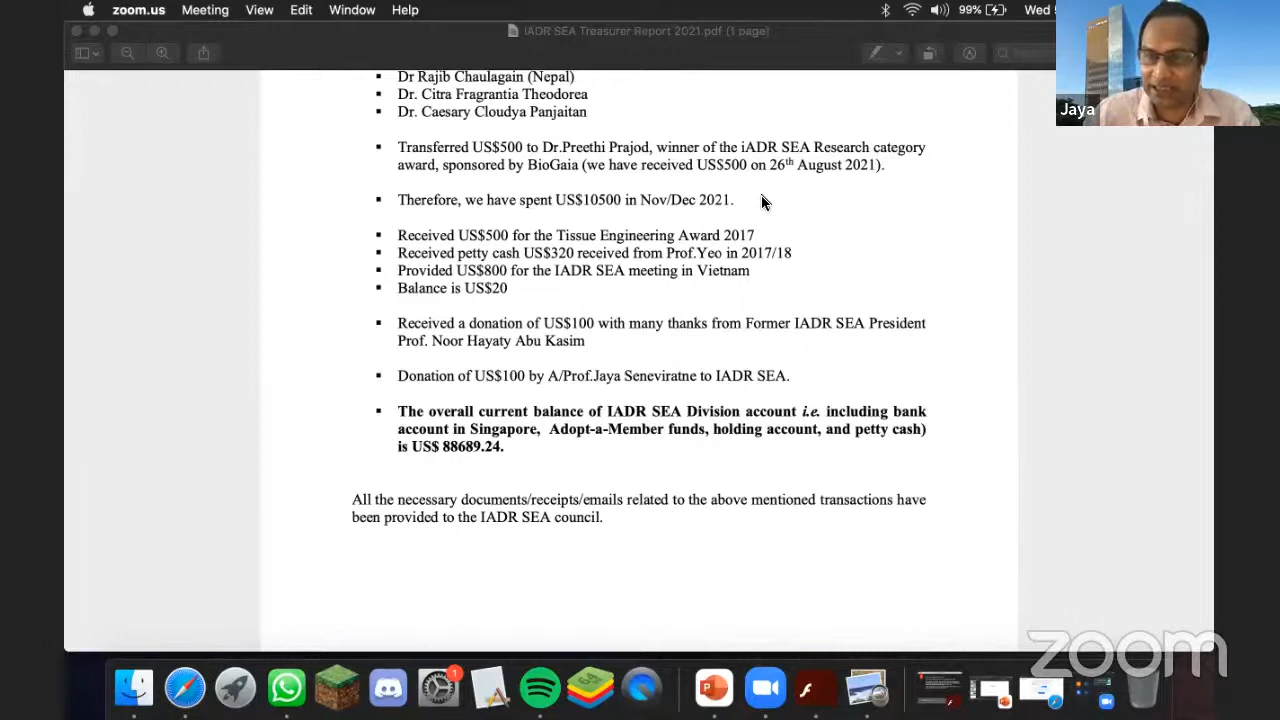 zoom.us Meeting View Edit Window Help 99% Wed
IADR SEA Treasurer Report 2021.pdf (1 page)
Jaya
▪ Dr Rajib Chaulagain (Nepal)
▪ Dr. Citra Fragrantia Theodorea
▪ Dr. Caesary Cloudya Panjaitan
▪ Transferred US$500 to Dr.Preethi Prajod, winner of the iADR SEA Research category
award, sponsored by BioGaia (we have received US$500 on 26th August 2021).
▪ Therefore, we have spent US$10500 in Nov/Dec 2021.
▪ Received US$500 for the Tissue Engineering Award 2017
▪ Received petty cash US$320 received from Prof.Yeo in 2017/18
▪ Provided US$800 for the IADR SEA meeting in Vietnam
▪ Balance is US$20
▪ Received a donation of US$100 with many thanks from Former IADR SEA President
Prof. Noor Hayaty Abu Kasim
▪ Donation of US$100 by A/Prof.Jaya Seneviratne to IADR SEA.
▪ The overall current balance of IADR SEA Division account i.e. including bank
account in Singapore, Adopt-a-Member funds, holding account, and petty cash)
is US$ 88689.24.
All the necessary documents/receipts/emails related to the above mentioned transactions have
been provided to the IADR SEA council.
zoom
1
64